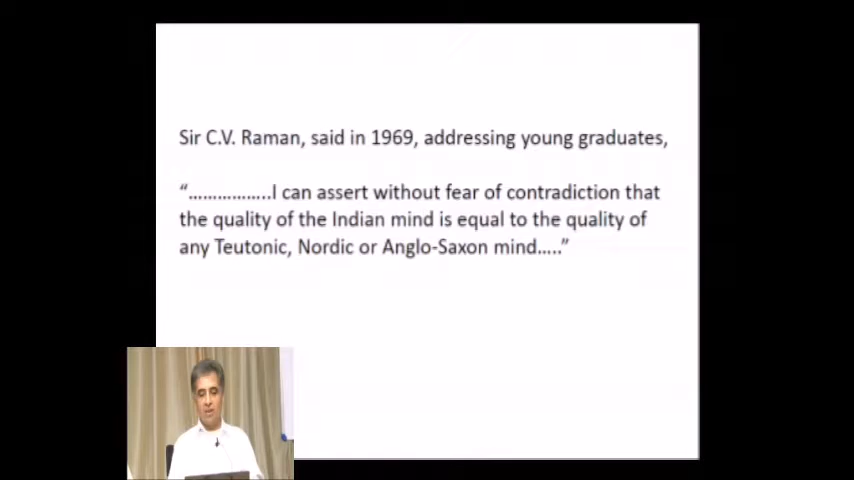 Sir C.V. Raman, said in 1969, addressing young graduates,
“……………..I can assert without fear of contradiction that
the quality of the Indian mind is equal to the quality of
any Teutonic, Nordic or Anglo-Saxon mind…..”